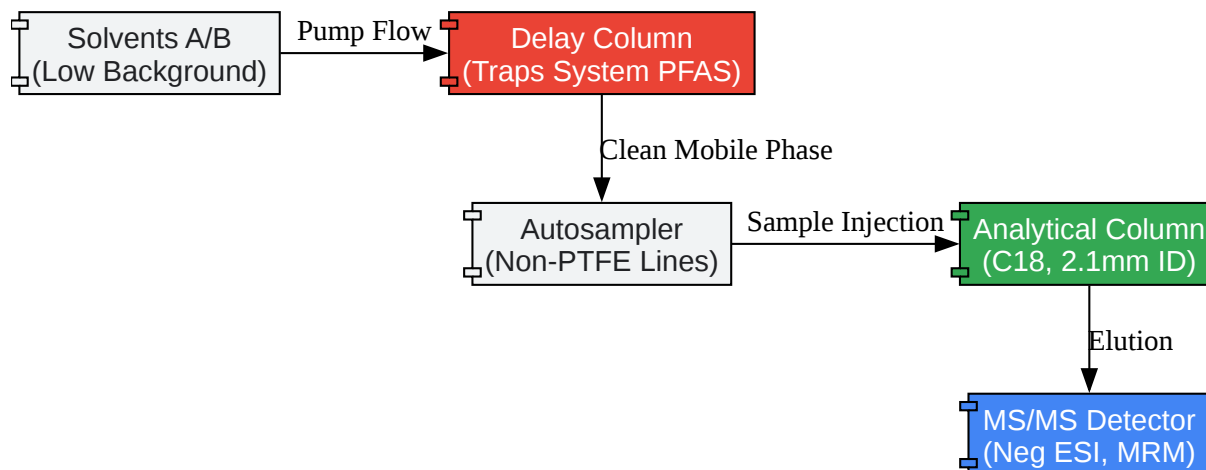 Solvents A/B
(Low Background)
Pump Flow
Delay Column
(Traps System PFAS)
Clean Mobile Phase
Autosampler
(Non-PTFE Lines)
Sample Injection
Analytical Column
(C18, 2.1mm ID)
Elution
MS/MS Detector
(Neg ESI, MRM)